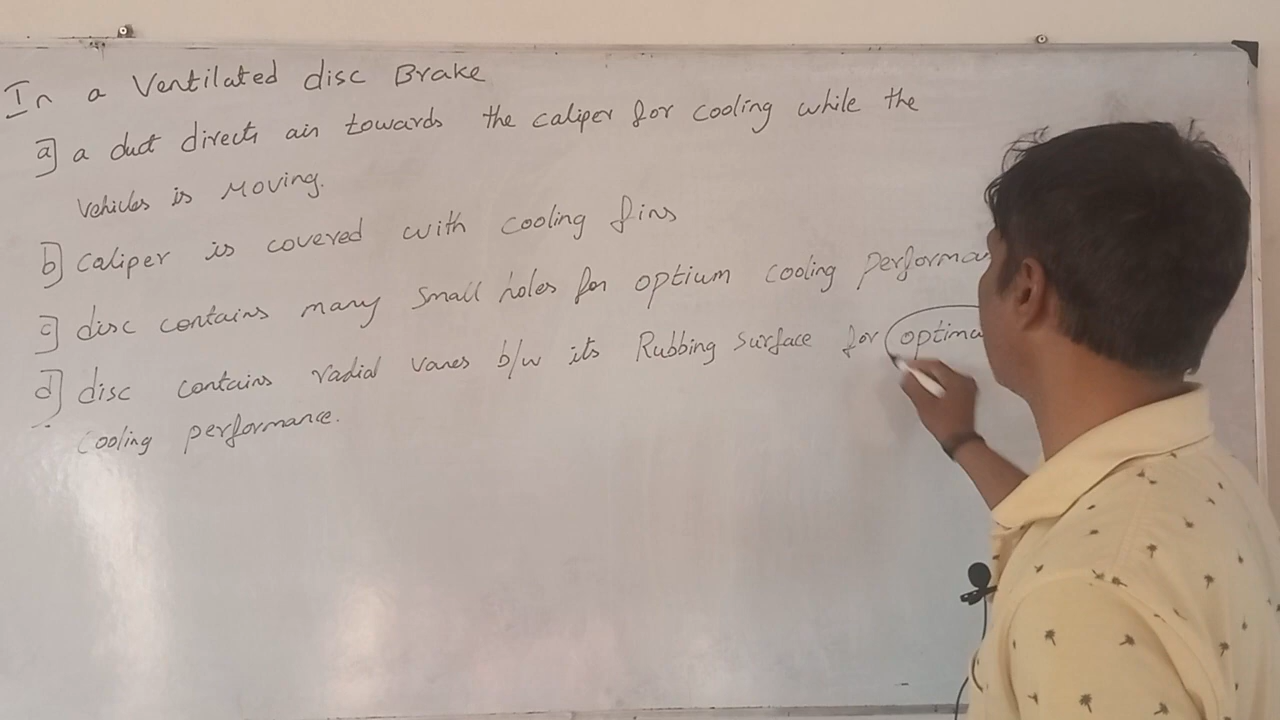 In a Ventilated disc Brake
a] a duct directs air towards the caliper for cooling while the
Vehicles is Moving.
b] Caliper is covered with cooling fins
c] disc contains many small holes for optium cooling performa
d] disc contains radial vanes b/w its Rubbing surface for optima
Cooling performance.